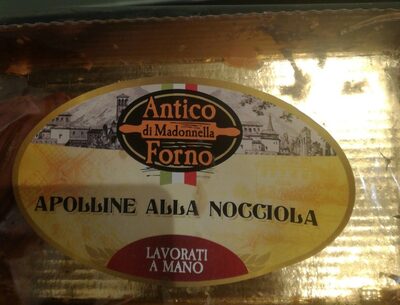 Antico
di Madonnella
Forno
APOLLINE ALLA NOCCIOLA
LAVORATI
A MANO